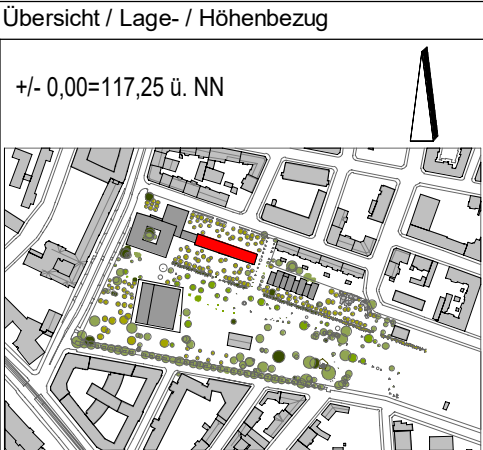 Übersicht / Lage- / Höhenbezug
+/- 0,00=117,25 ü. NN